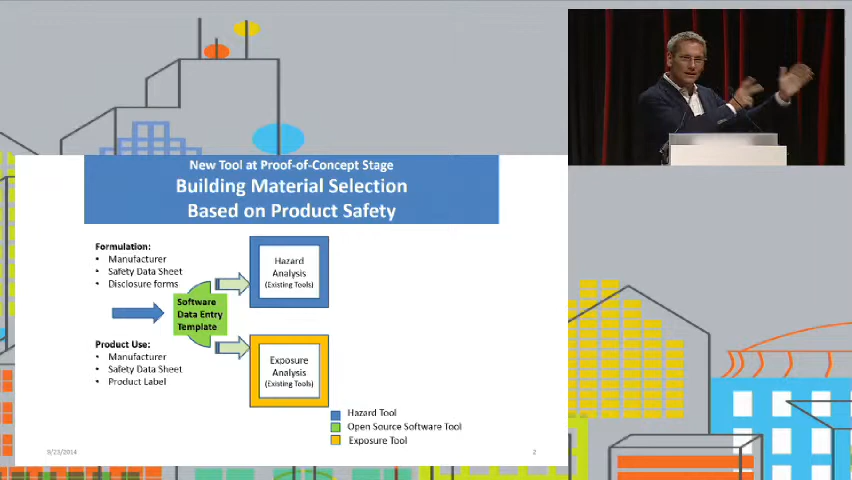 New Tool at Proof-of-Concept Stage
Building Material Selection
Based on Product Safety
Formulation:
• Manufacturer
• Safety Data Sheet
• Disclosure forms
Software
Data Entry
Template
Product Use:
• Manufacturer
• Safety Data Sheet
• Product Label
Hazard
Analysis
(Existing Tools)
Exposure
Analysis
(Existing Tools)
Hazard Tool
Open Source Software Tool
Exposure Tool
9/23/2014
2